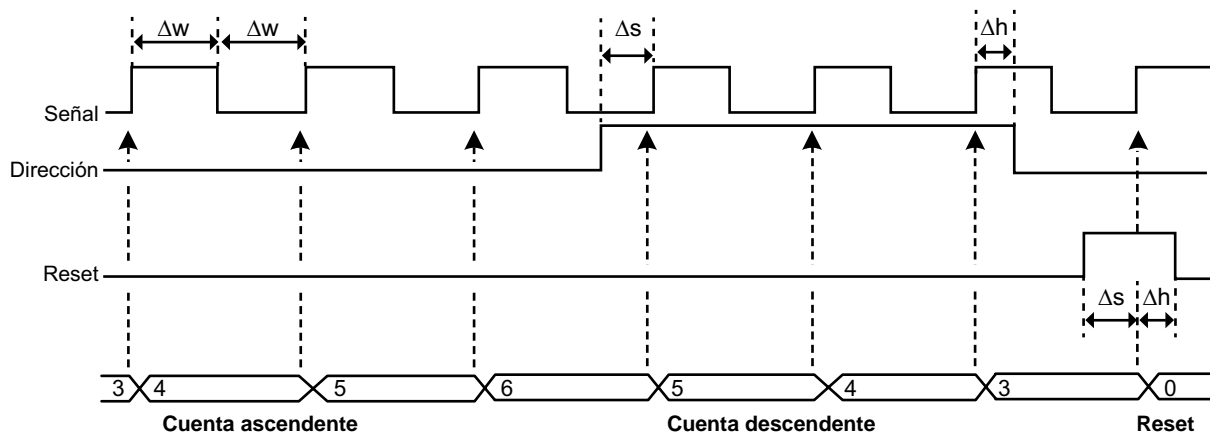 Δw Δw Δs Δh
Señal
Dirección
Reset
Δs Δh
3 4 5 6 5 4 3 0
Cuenta ascendente Cuenta descendente Reset